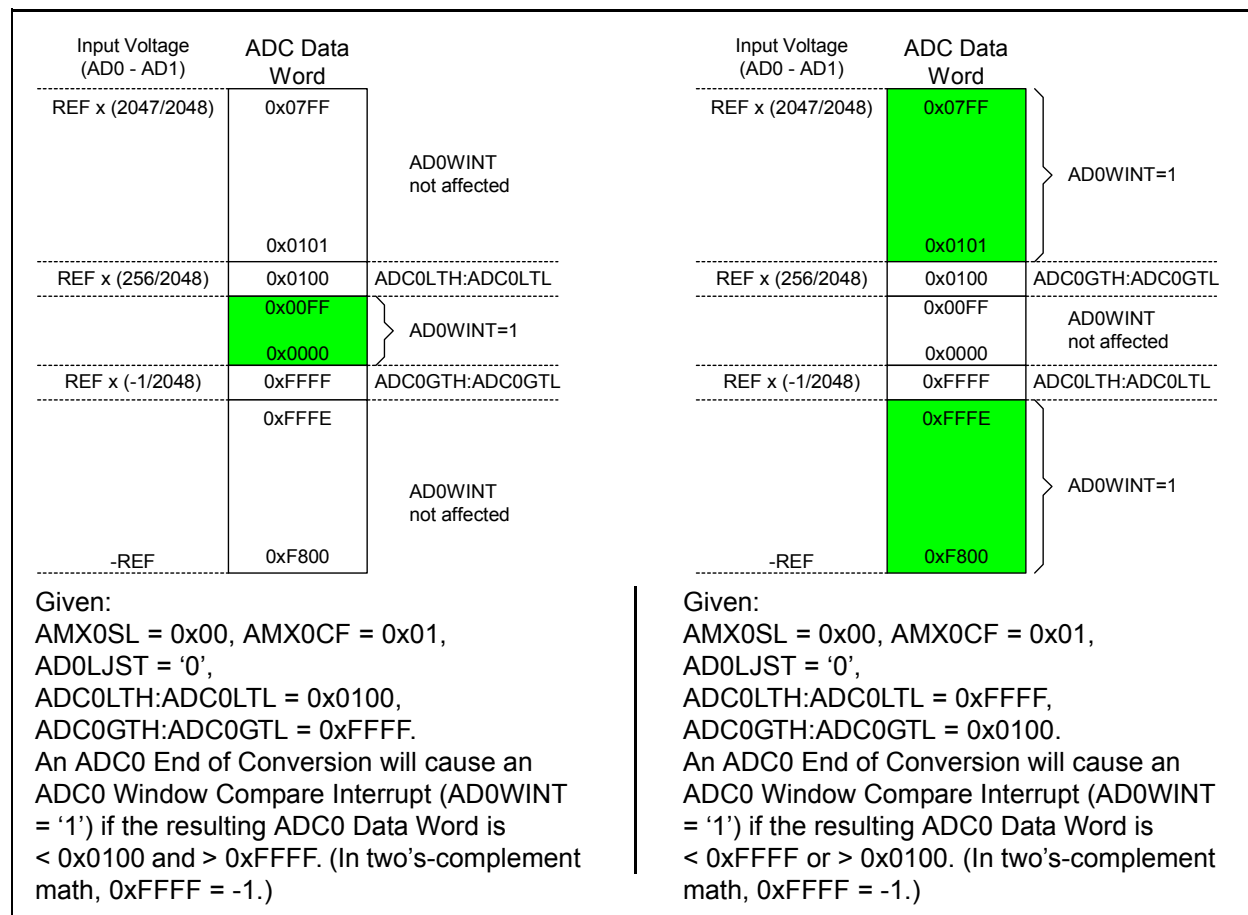 Input Voltage
(AD0 - AD1)
ADC Data
Word
REF x (2047/2048)
0x07FF
AD0WINT
not affected
0x0101
REF x (256/2048)
0x0100
ADC0LTH:ADC0LTL
0x00FF
AD0WINT=1
0x0000
REF x (-1/2048)
0xFFFF
ADC0GTH:ADC0GTL
0xFFFE
AD0WINT
not affected
-REF
0xF800
Given:
AMX0SL = 0x00, AMX0CF = 0x01,
AD0LJST = ‘0’,
ADC0LTH:ADC0LTL = 0x0100,
ADC0GTH:ADC0GTL = 0xFFFF.
An ADC0 End of Conversion will cause an
ADC0 Window Compare Interrupt (AD0WINT
= ‘1’) if the resulting ADC0 Data Word is
< 0x0100 and > 0xFFFF. (In two’s-complement
math, 0xFFFF = -1.)
Input Voltage
(AD0 - AD1)
ADC Data
Word
REF x (2047/2048)
0x07FF
AD0WINT=1
0x0101
REF x (256/2048)
0x0100
ADC0GTH:ADC0GTL
0x00FF
AD0WINT
not affected
0x0000
REF x (-1/2048)
0xFFFF
ADC0LTH:ADC0LTL
0xFFFE
AD0WINT=1
-REF
0xF800
Given:
AMX0SL = 0x00, AMX0CF = 0x01,
AD0LJST = ‘0’,
ADC0LTH:ADC0LTL = 0xFFFF,
ADC0GTH:ADC0GTL = 0x0100.
An ADC0 End of Conversion will cause an
ADC0 Window Compare Interrupt (AD0WINT
= ‘1’) if the resulting ADC0 Data Word is
< 0xFFFF or > 0x0100. (In two’s-complement
math, 0xFFFF = -1.)